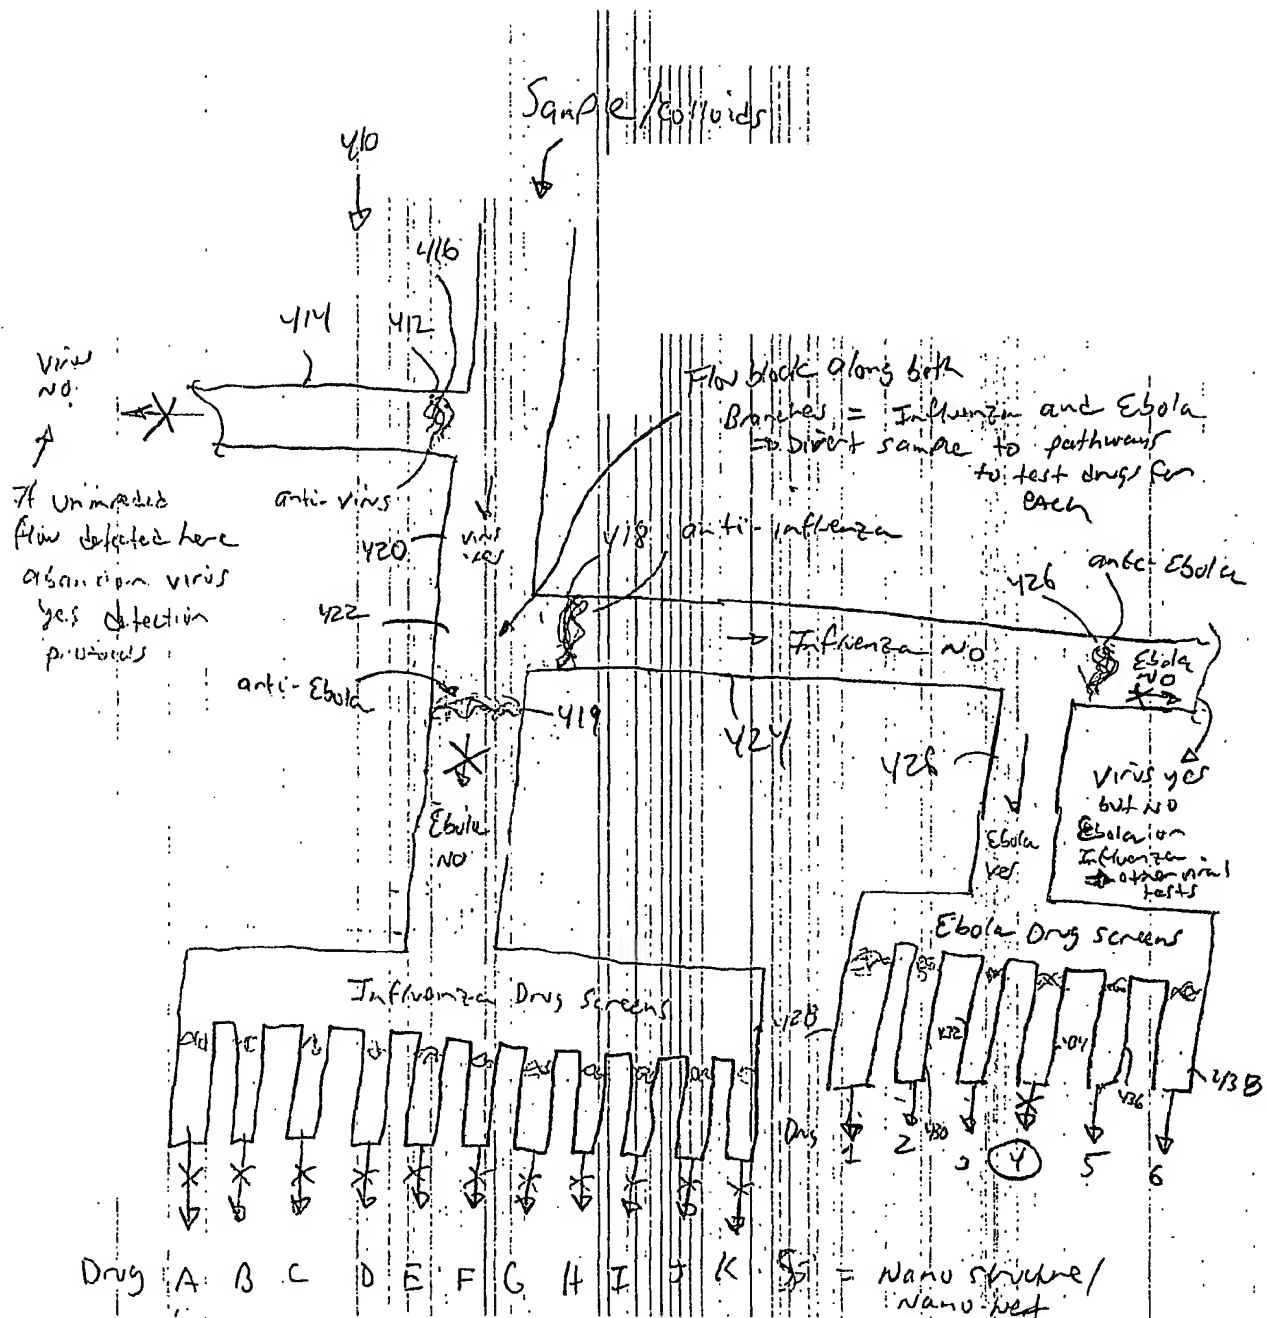 Sample/Colloids
410
416
414
412
Virus
NO
Flow block along both
Branches = Influenza and Ebola
⇒ Divert sample to pathways
to test drugs for
each
If unimpeded
flow detected here
abandon virus
yes detection
protocols
anti-virus
420
virus
yes
418
anti-influenza
426
anti-Ebola
422
→ Influenza NO
Ebola
NO
anti-Ebola
419
424
428
Ebola
NO
Virus yes
but NO
Ebola or
Influenza
→ other viral
tests
Ebola
Yes
Ebola Drug screens
Influenza Drug Screens
428
432
434
436
438
430
Drug
1
2
3
4
5
6
Drug A B C D E F G H I J K
= Nano structure/
Nano-net